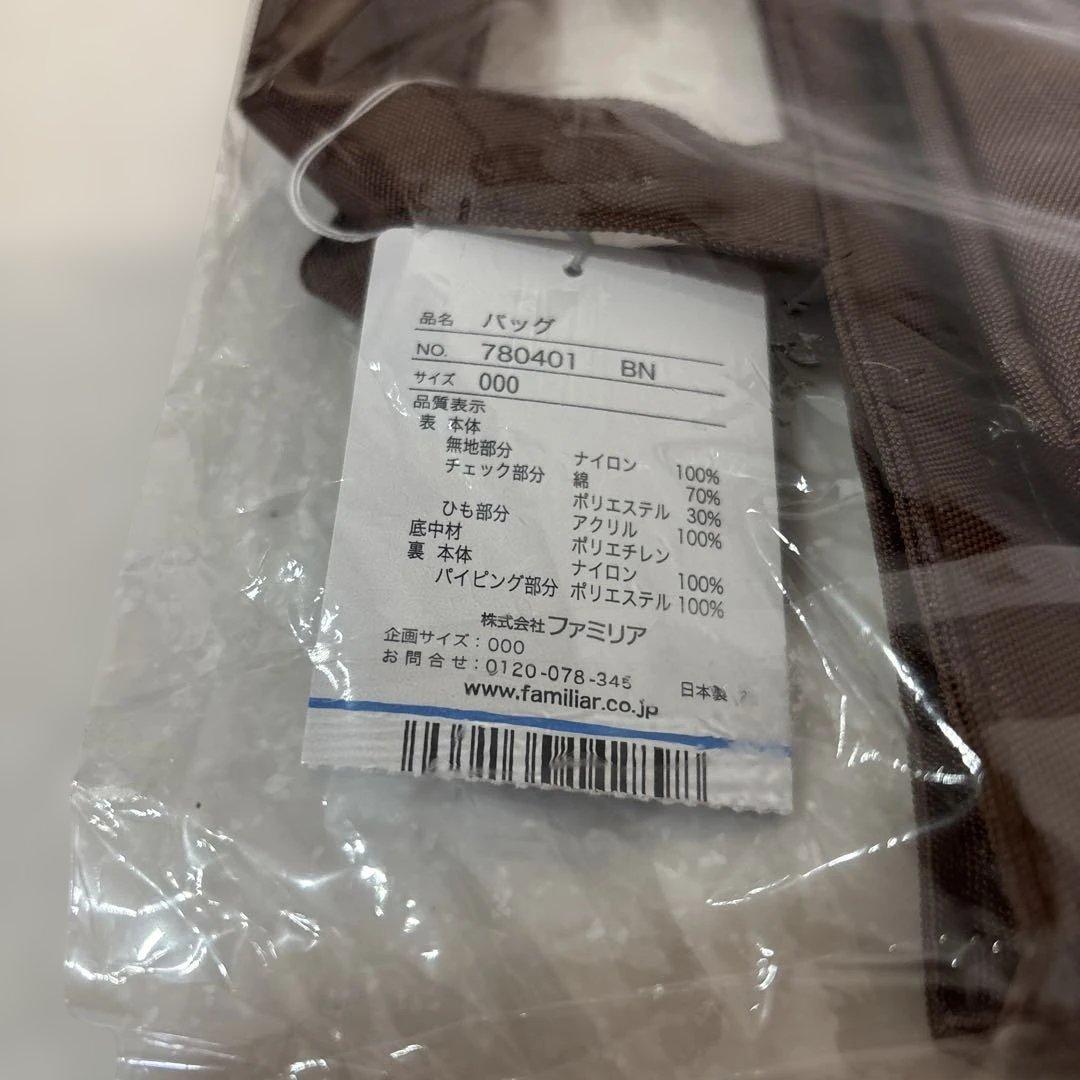 品名 バッグ
NO. 780401 BN
サイズ 000
品質表示
表 本体
無地部分 ナイロン 100%
チェック部分 綿 70%
ポリエステル 30%
ひも部分 アクリル 100%
底中材 ポリエチレン
裏 本体 ナイロン 100%
パイピング部分 ポリエステル 100%
株式会社ファミリア
企画サイズ：000
お問合せ：0120-078-345 日本製
www.familiar.co.jp